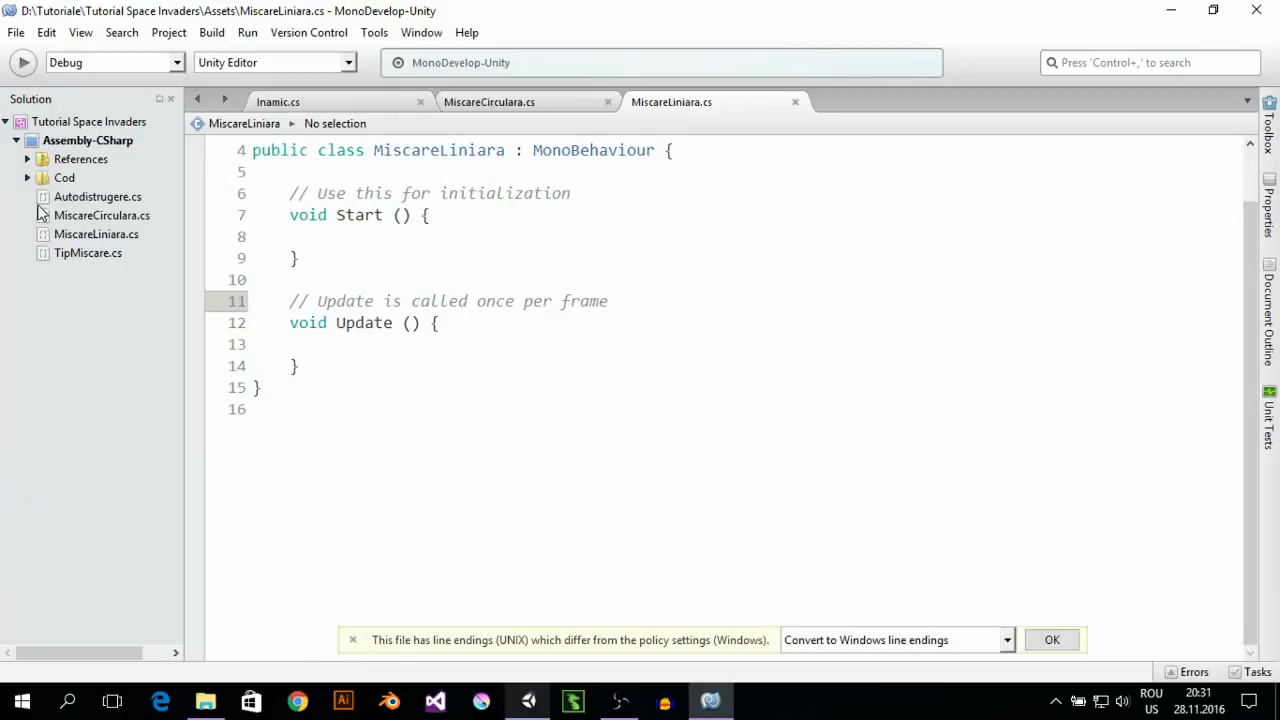 D:\Tutoriale\Tutorial Space Invaders\Assets\MiscareLiniara.cs - MonoDevelop-Unity
File Edit View Search Project Build Run Version Control Tools Window Help
Debug Unity Editor MonoDevelop-Unity Press 'Control+,' to search
Solution
Inamic.cs MiscareCirculara.cs MiscareLiniara.cs
MiscareLiniara No selection
Tutorial Space Invaders
Assembly-CSharp
References
Cod
Autodistrugere.cs
MiscareCirculara.cs
MiscareLiniara.cs
TipMiscare.cs
4 public class MiscareLiniara : MonoBehaviour {
5
6 // Use this for initialization
7 void Start () {
8
9 }
10
11 // Update is called once per frame
12 void Update () {
13
14 }
15 }
16
Toolbox
Properties
Document Outline
Unit Tests
This file has line endings (UNIX) which differ from the policy settings (Windows). Convert to Windows line endings OK
Errors Tasks
Ai
ROU 20:31
US 28.11.2016